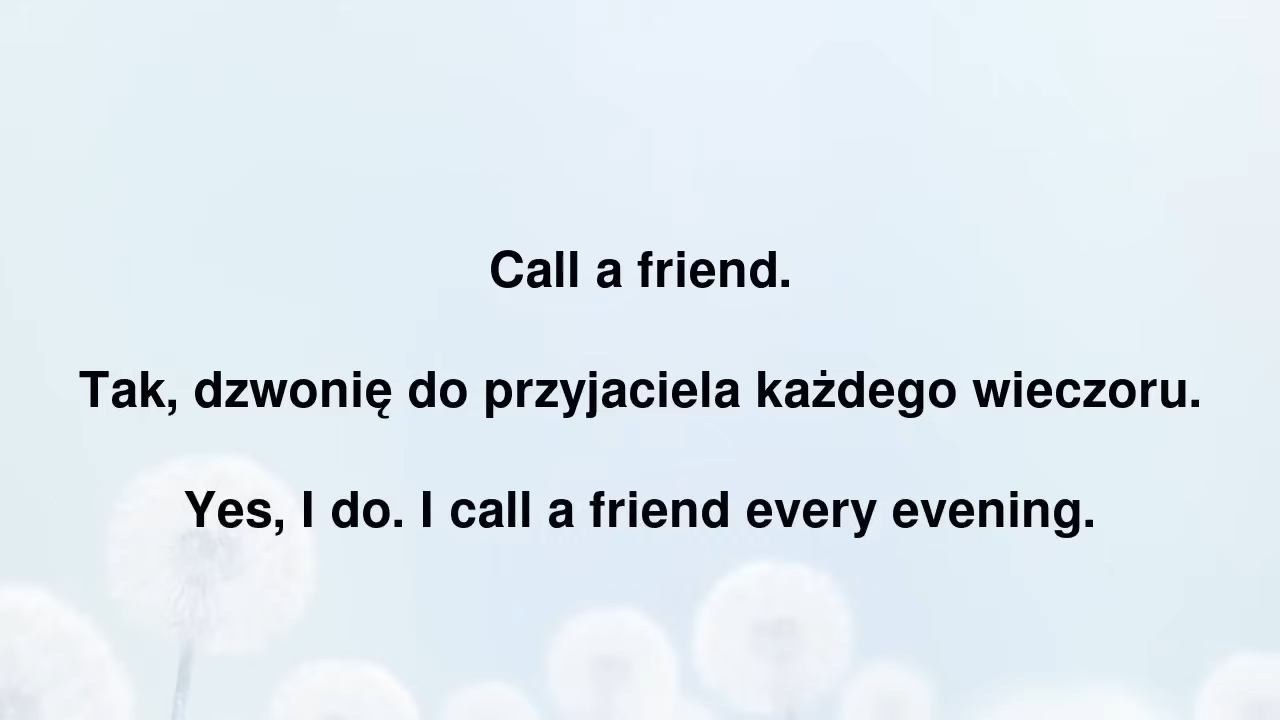 Call a friend.
Tak, dzwonię do przyjaciela każdego wieczoru.
Yes, I do. I call a friend every evening.